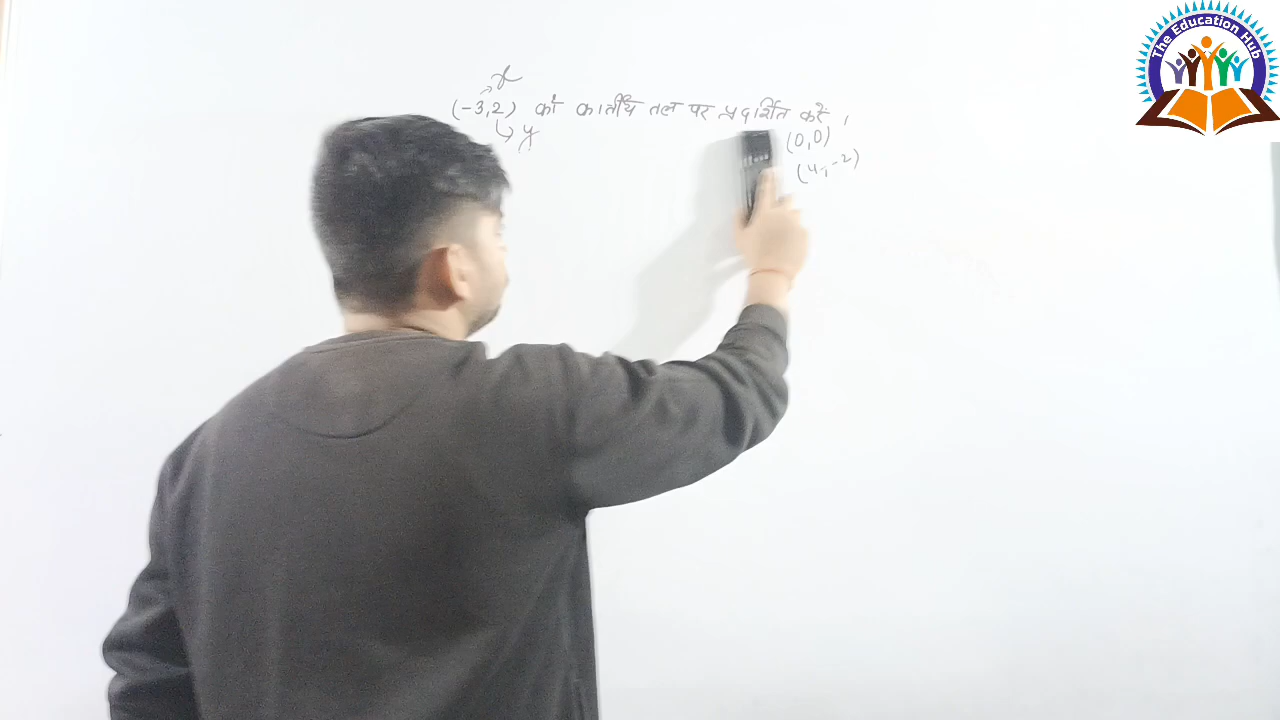 x
(-3,2) को कार्तीय तल पर प्रदर्शित करें ।
y
(0,0)
(4,-2)
The Education Hub